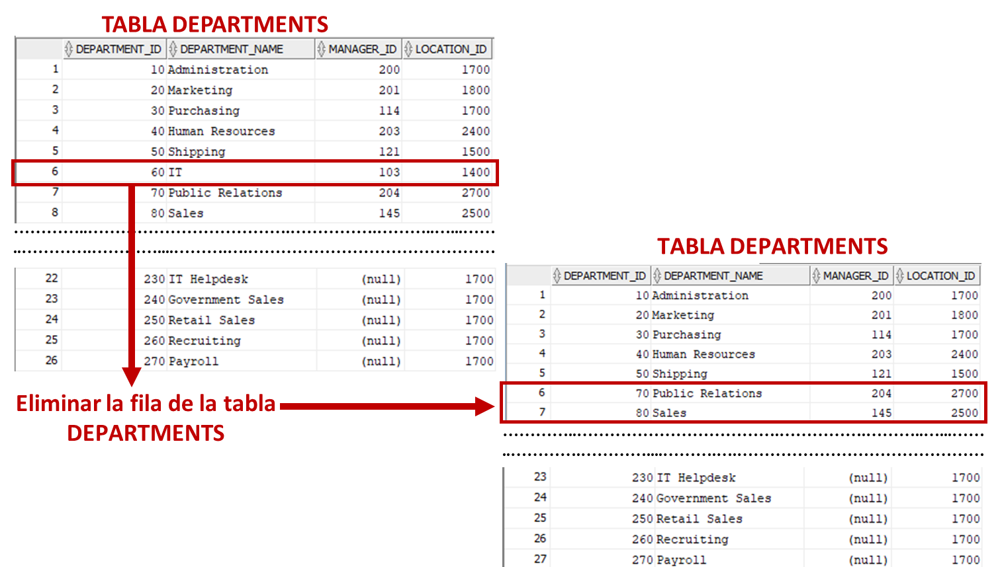 TABLA DEPARTMENTS
DEPARTMENT_ID DEPARTMENT_NAME MANAGER_ID LOCATION_ID
1 10 Administration 200 1700
2 20 Marketing 201 1800
3 30 Purchasing 114 1700
4 40 Human Resources 203 2400
5 50 Shipping 121 1500
6 60 IT 103 1400
7 70 Public Relations 204 2700
8 80 Sales 145 2500
22 230 IT Helpdesk (null) 1700
23 240 Government Sales (null) 1700
24 250 Retail Sales (null) 1700
25 260 Recruiting (null) 1700
26 270 Payroll (null) 1700
Eliminar la fila de la tabla
DEPARTMENTS
TABLA DEPARTMENTS
DEPARTMENT_ID DEPARTMENT_NAME MANAGER_ID LOCATION_ID
1 10 Administration 200 1700
2 20 Marketing 201 1800
3 30 Purchasing 114 1700
4 40 Human Resources 203 2400
5 50 Shipping 121 1500
6 70 Public Relations 204 2700
7 80 Sales 145 2500
23 230 IT Helpdesk (null) 1700
24 240 Government Sales (null) 1700
25 250 Retail Sales (null) 1700
26 260 Recruiting (null) 1700
27 270 Payroll (null) 1700